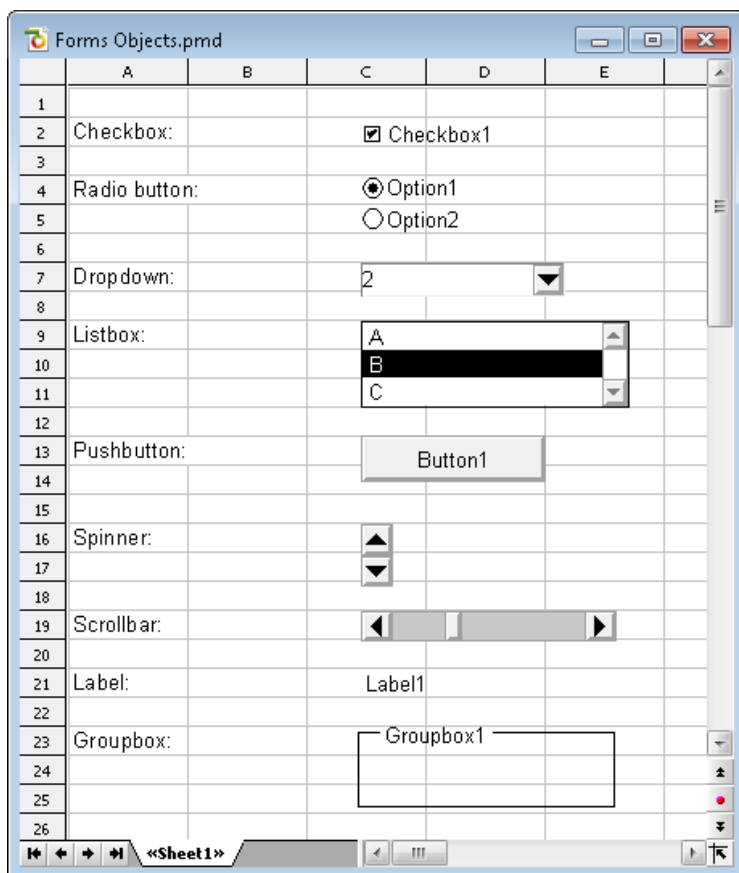 Forms Objects.pmd
A B C D E
1
2 Checkbox: Checkbox1
3
4 Radio button: Option1
5 Option2
6
7 Dropdown: 2
8
9 Listbox: A
10 B
11 C
12
13 Pushbutton: Button1
14
15
16 Spinner:
17
18
19 Scrollbar:
20
21 Label: Label1
22
23 Groupbox: Groupbox1
24
25
26
«Sheet1»